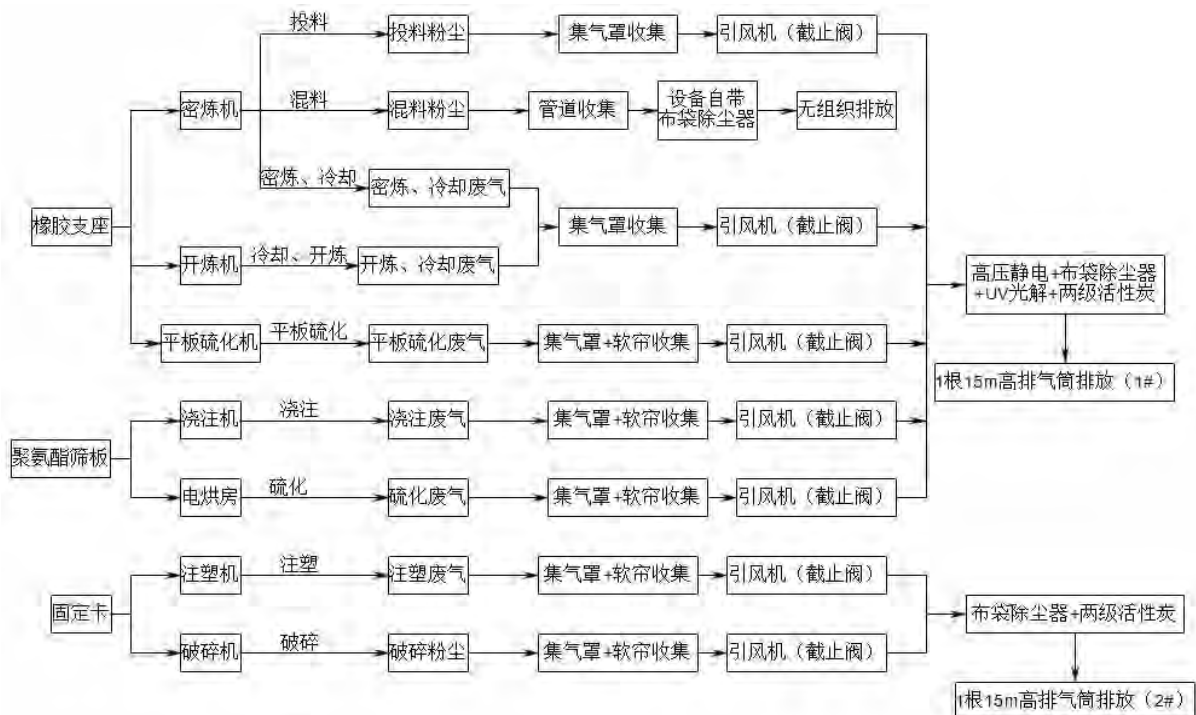 投料
投料粉尘
集气罩收集
引风机（截止阀）
密炼机
混料
混料粉尘
管道收集
设备自带
布袋除尘器
无组织排放
密炼、冷却
密炼、冷却废气
橡胶支座
集气罩收集
引风机（截止阀）
开炼机
冷却、开炼
开炼、冷却废气
高压静电+布袋除尘器
+UV光解+两级活性炭
平板硫化机
平板硫化
平板硫化废气
集气罩+软帘收集
引风机（截止阀）
1根15m高排气筒排放（1#）
浇注机
浇注
浇注废气
集气罩+软帘收集
引风机（截止阀）
聚氨酯筛板
电烘房
硫化
硫化废气
集气罩+软帘收集
引风机（截止阀）
注塑机
注塑
注塑废气
集气罩+软帘收集
引风机（截止阀）
固定卡
布袋除尘器+两级活性炭
破碎机
破碎
破碎粉尘
集气罩+软帘收集
引风机（截止阀）
1根15m高排气筒排放（2#）